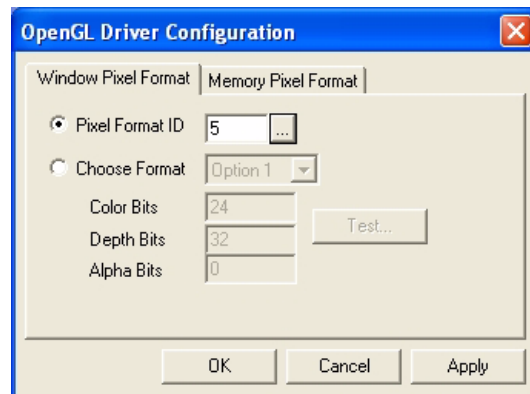 OpenGL Driver Configuration
Window Pixel Format
Memory Pixel Format
Pixel Format ID
5
...
Choose Format
Option 1
Color Bits
24
Test...
Depth Bits
32
Alpha Bits
0
OK
Cancel
Apply